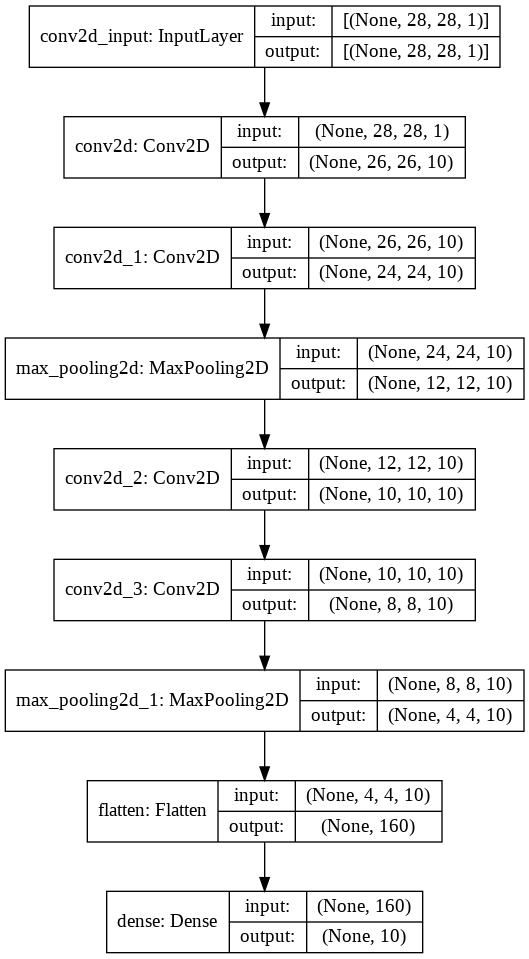 conv2d_input: InputLayer
input:
[(None, 28, 28, 1)]
output:
[(None, 28, 28, 1)]
conv2d: Conv2D
input:
(None, 28, 28, 1)
output:
(None, 26, 26, 10)
conv2d_1: Conv2D
input:
(None, 26, 26, 10)
output:
(None, 24, 24, 10)
max_pooling2d: MaxPooling2D
input:
(None, 24, 24, 10)
output:
(None, 12, 12, 10)
conv2d_2: Conv2D
input:
(None, 12, 12, 10)
output:
(None, 10, 10, 10)
conv2d_3: Conv2D
input:
(None, 10, 10, 10)
output:
(None, 8, 8, 10)
max_pooling2d_1: MaxPooling2D
input:
(None, 8, 8, 10)
output:
(None, 4, 4, 10)
flatten: Flatten
input:
(None, 4, 4, 10)
output:
(None, 160)
dense: Dense
input:
(None, 160)
output:
(None, 10)